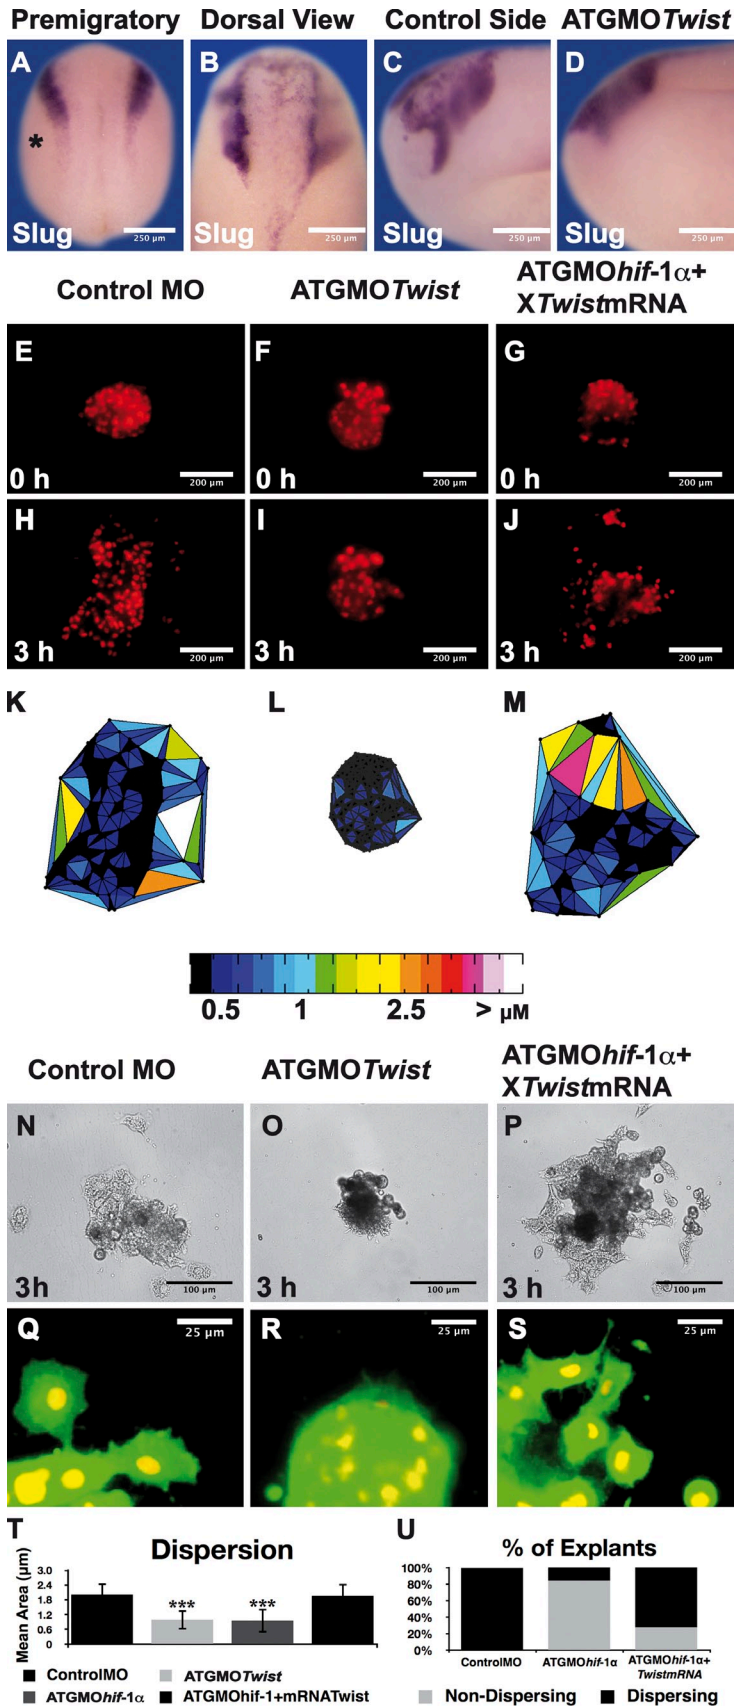 Premigratory Dorsal View Control Side ATGMOTwist
A B C D
*
Slug Slug Slug Slug
250 µm 250 µm 250 µm 250 µm
Control MO ATGMOTwist ATGMOhif-1α+
XTwistmRNA
E F G
0 h 0 h 0 h
200 µm 200 µm 200 µm
H I J
3 h 3 h 3 h
200 µm 200 µm 200 µm
K L M
0.5 1 2.5 > µM
Control MO ATGMOTwist ATGMOhif-1α+
XTwistmRNA
N O P
3h 3 h 3 h
100 µm 100 µm 100 µm
Q R S
25 µm 25 µm 25 µm
T
Dispersion
Mean Area (µm)
3.0
2.4
1.8
1.2
0.6
0
*** ***
ControlMO ATGMOTwist
ATGMOhif-1α ATGMOhif-1+mRNATwist
U
% of Explants
100%
80%
60%
40%
20%
0%
ControlMO ATGMOhif-1α ATGMOhif-1α+
TwistmRNA
Non-Dispersing Dispersing